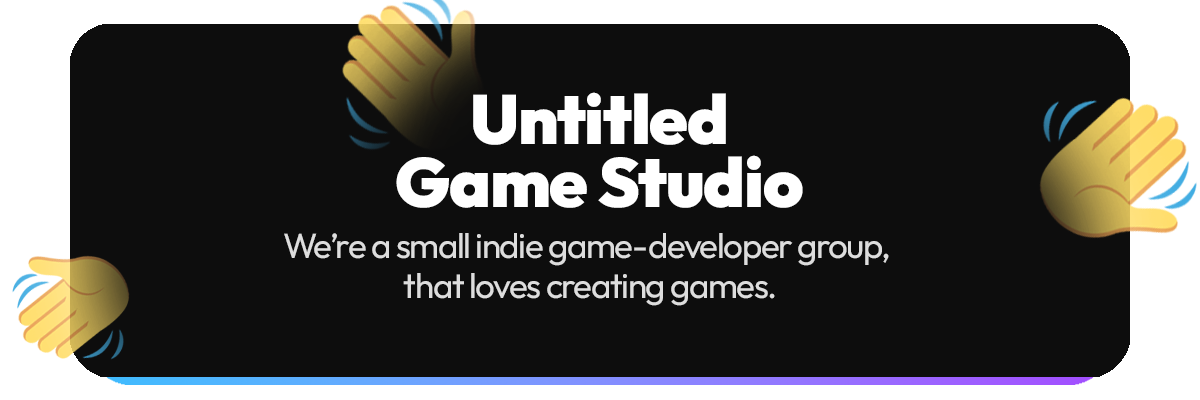 Untitled
Game Studio
We’re a small indie game-developer group,
that loves creating games.